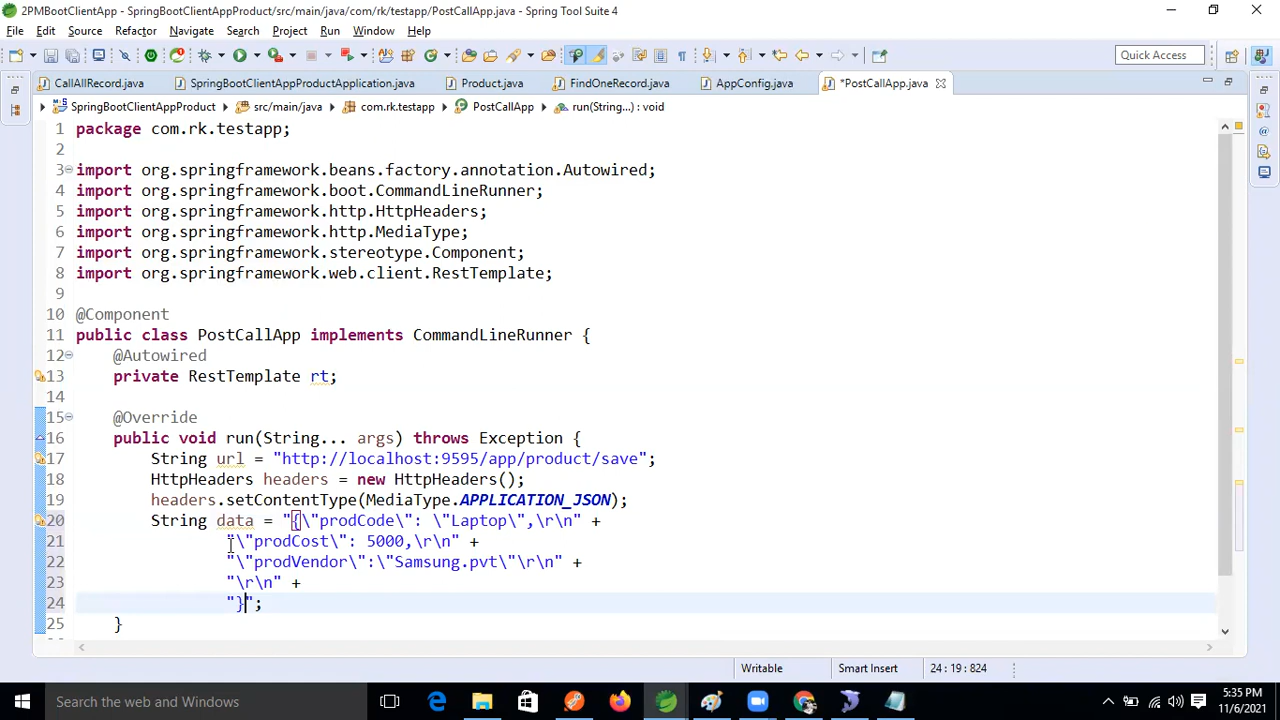 2PMBootClientApp - SpringBootClientAppProduct/src/main/java/com/rk/testapp/PostCallApp.java - Spring Tool Suite 4
File Edit Source Refactor Navigate Search Project Run Window Help
Quick Access
CallAllRecord.java SpringBootClientAppProductApplication.java Product.java FindOneRecord.java AppConfig.java *PostCallApp.java
SpringBootClientAppProduct src/main/java com.rk.testapp PostCallApp run(String...) : void
1 package com.rk.testapp;
2
3 import org.springframework.beans.factory.annotation.Autowired;
4 import org.springframework.boot.CommandLineRunner;
5 import org.springframework.http.HttpHeaders;
6 import org.springframework.http.MediaType;
7 import org.springframework.stereotype.Component;
8 import org.springframework.web.client.RestTemplate;
9
10 @Component
11 public class PostCallApp implements CommandLineRunner {
12 @Autowired
13 private RestTemplate rt;
14
15 @Override
16 public void run(String... args) throws Exception {
17 String url = "http://localhost:9595/app/product/save";
18 HttpHeaders headers = new HttpHeaders();
19 headers.setContentType(MediaType.APPLICATION_JSON);
20 String data = "{\"prodCode\": \"Laptop\",\r\n" +
21 "\"prodCost\": 5000,\r\n" +
22 "\"prodVendor\":\"Samsung.pvt\"\r\n" +
23 "\r\n" +
24 "}";
25 }
Writable Smart Insert 24 : 19 : 824
Search the web and Windows
5:35 PM
11/6/2021